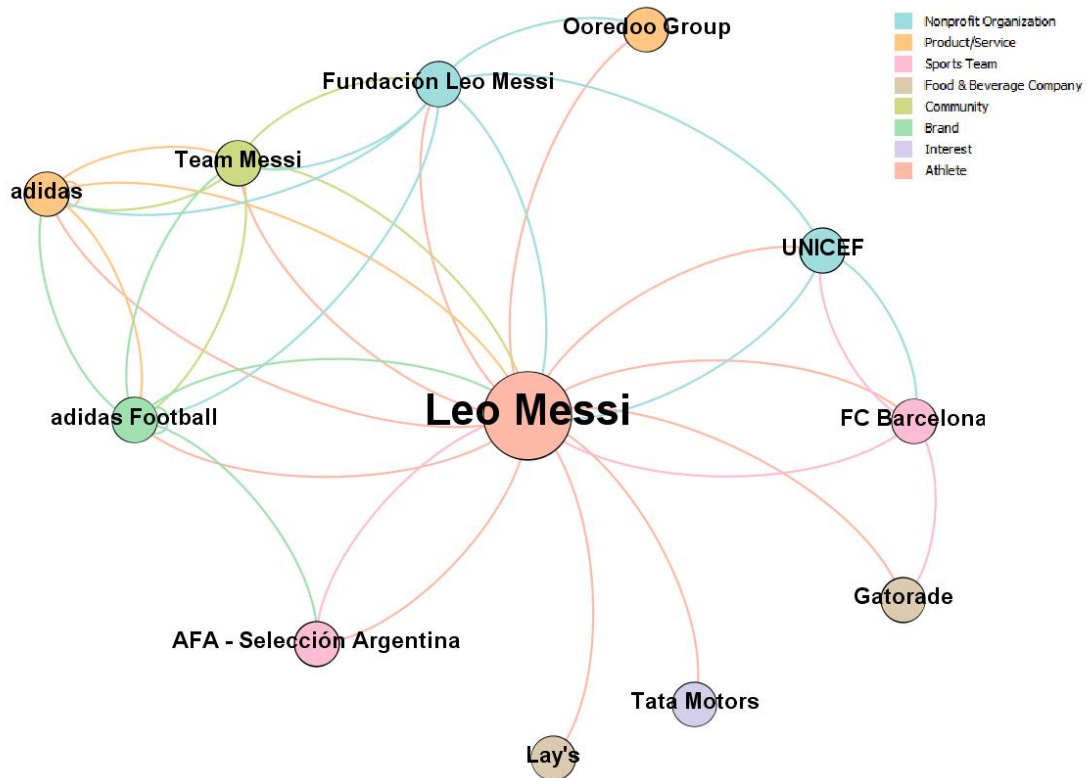 Ooredoo Group
Nonprofit Organization
Product/Service
Sports Team
Food & Beverage Company
Community
Brand
Interest
Athlete
Fundación Leo Messi
Team Messi
adidas
UNICEF
Leo Messi
adidas Football
FC Barcelona
Gatorade
AFA - Selección Argentina
Tata Motors
Lay's